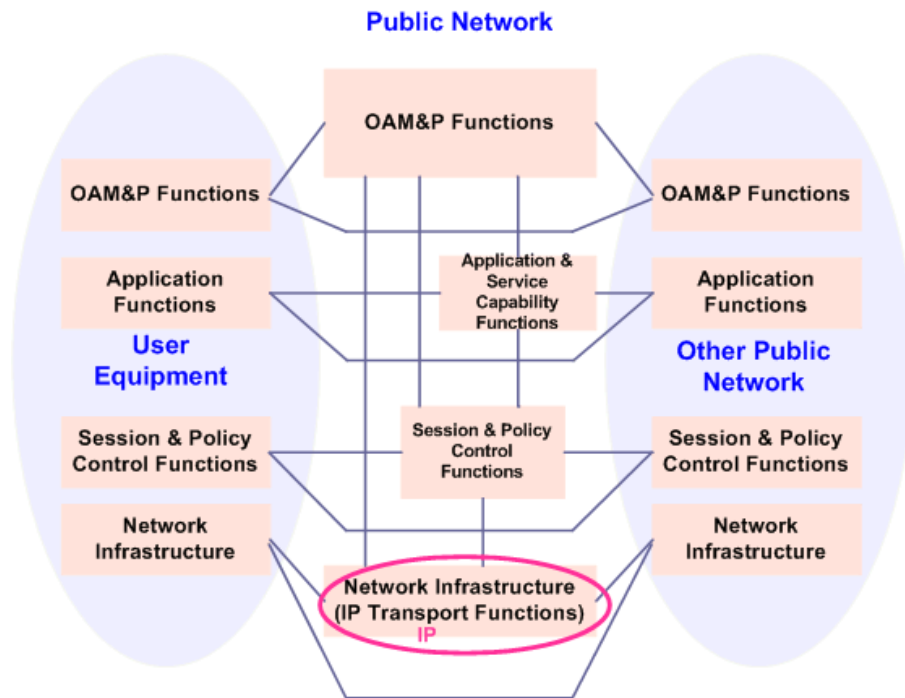 Public Network
OAM&P Functions
OAM&P Functions
OAM&P Functions
Application
Functions
Application &
Service
Capability
Functions
Application
Functions
User
Equipment
Other Public
Network
Session & Policy
Control Functions
Session & Policy
Control
Functions
Session & Policy
Control Functions
Network
Infrastructure
Network
Infrastructure
Network Infrastructure
(IP Transport Functions)
IP